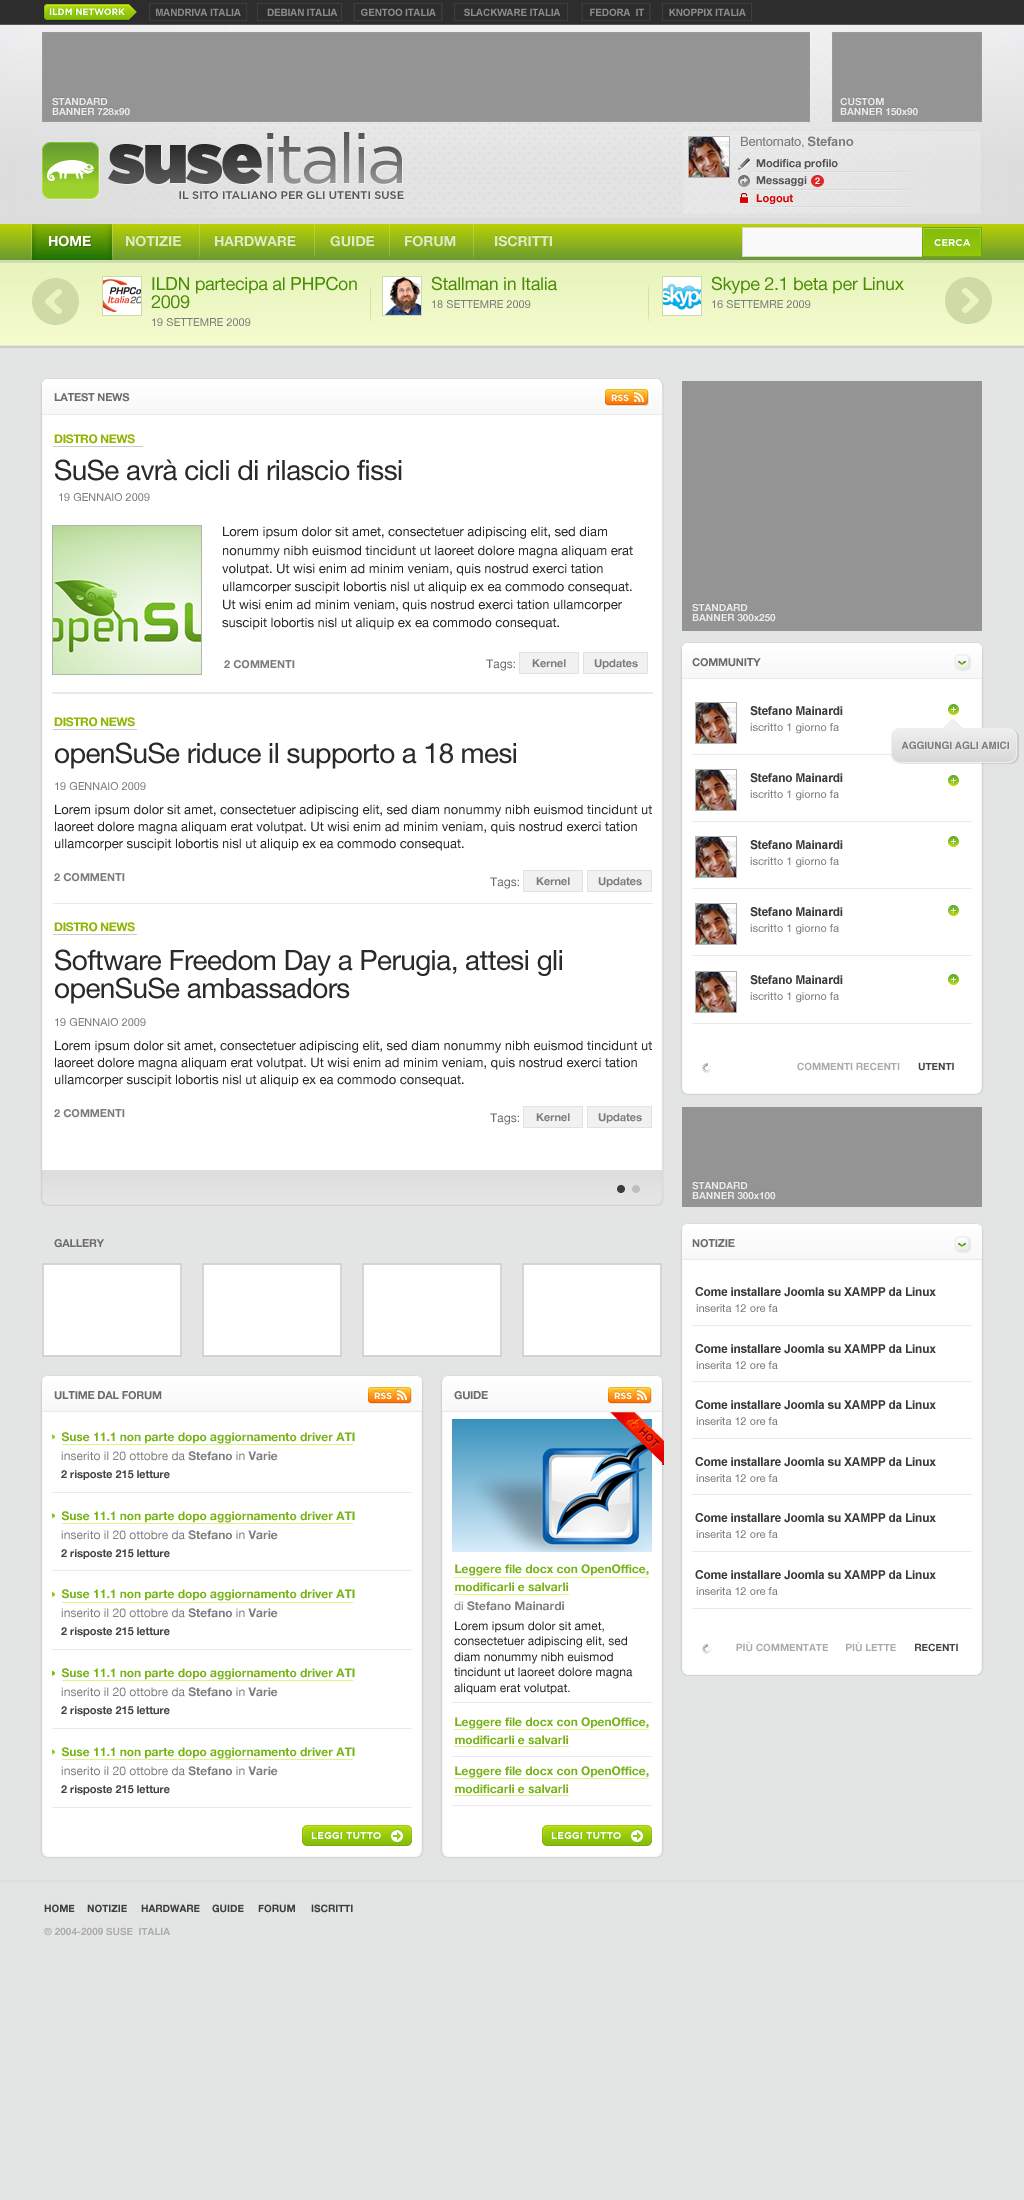 ILDM NETWORK MANDRIVA ITALIA DEBIAN ITALIA GENTOO ITALIA SLACKWARE ITALIA FEDORA IT KNOPPIX ITALIA
STANDARD
BANNER 728x90
CUSTOM
BANNER 150x90
suseitalia
IL SITO ITALIANO PER GLI UTENTI SUSE
Bentornato, Stefano
Modifica profilo
Messaggi 2
Logout
HOME NOTIZIE HARDWARE GUIDE FORUM ISCRITTI CERCA
PHPCo
Italia20
ILDN partecipa al PHPCon
2009
19 SETTEMRE 2009
Stallman in Italia
18 SETTEMRE 2009
skyp
Skype 2.1 beta per Linux
16 SETTEMRE 2009
LATEST NEWS RSS
DISTRO NEWS
SuSe avrà cicli di rilascio fissi
19 GENNAIO 2009
openSU
Lorem ipsum dolor sit amet, consectetuer adipiscing elit, sed diam
nonummy nibh euismod tincidunt ut laoreet dolore magna aliquam erat
volutpat. Ut wisi enim ad minim veniam, quis nostrud exerci tation
ullamcorper suscipit lobortis nisl ut aliquip ex ea commodo consequat.
Ut wisi enim ad minim veniam, quis nostrud exerci tation ullamcorper
suscipit lobortis nisl ut aliquip ex ea commodo consequat.
2 COMMENTI Tags: Kernel Updates
DISTRO NEWS
openSuSe riduce il supporto a 18 mesi
19 GENNAIO 2009
Lorem ipsum dolor sit amet, consectetuer adipiscing elit, sed diam nonummy nibh euismod tincidunt ut
laoreet dolore magna aliquam erat volutpat. Ut wisi enim ad minim veniam, quis nostrud exerci tation
ullamcorper suscipit lobortis nisl ut aliquip ex ea commodo consequat.
2 COMMENTI Tags: Kernel Updates
DISTRO NEWS
Software Freedom Day a Perugia, attesi gli
openSuSe ambassadors
19 GENNAIO 2009
Lorem ipsum dolor sit amet, consectetuer adipiscing elit, sed diam nonummy nibh euismod tincidunt ut
laoreet dolore magna aliquam erat volutpat. Ut wisi enim ad minim veniam, quis nostrud exerci tation
ullamcorper suscipit lobortis nisl ut aliquip ex ea commodo consequat.
2 COMMENTI Tags: Kernel Updates
STANDARD
BANNER 300x250
COMMUNITY
Stefano Mainardi
iscritto 1 giorno fa
AGGIUNGI AGLI AMICI
Stefano Mainardi
iscritto 1 giorno fa
Stefano Mainardi
iscritto 1 giorno fa
Stefano Mainardi
iscritto 1 giorno fa
Stefano Mainardi
iscritto 1 giorno fa
COMMENTI RECENTI UTENTI
STANDARD
BANNER 300x100
NOTIZIE
Come installare Joomla su XAMPP da Linux
inserita 12 ore fa
Come installare Joomla su XAMPP da Linux
inserita 12 ore fa
Come installare Joomla su XAMPP da Linux
inserita 12 ore fa
Come installare Joomla su XAMPP da Linux
inserita 12 ore fa
Come installare Joomla su XAMPP da Linux
inserita 12 ore fa
Come installare Joomla su XAMPP da Linux
inserita 12 ore fa
PIÙ COMMENTATE PIÙ LETTE RECENTI
GALLERY
ULTIME DAL FORUM RSS
Suse 11.1 non parte dopo aggiornamento driver ATI
inserito il 20 ottobre da Stefano in Varie
2 risposte 215 letture
Suse 11.1 non parte dopo aggiornamento driver ATI
inserito il 20 ottobre da Stefano in Varie
2 risposte 215 letture
Suse 11.1 non parte dopo aggiornamento driver ATI
inserito il 20 ottobre da Stefano in Varie
2 risposte 215 letture
Suse 11.1 non parte dopo aggiornamento driver ATI
inserito il 20 ottobre da Stefano in Varie
2 risposte 215 letture
Suse 11.1 non parte dopo aggiornamento driver ATI
inserito il 20 ottobre da Stefano in Varie
2 risposte 215 letture
LEGGI TUTTO
GUIDE RSS
HOT
Leggere file docx con OpenOffice,
modificarli e salvarli
di Stefano Mainardi
Lorem ipsum dolor sit amet,
consectetuer adipiscing elit, sed
diam nonummy nibh euismod
tincidunt ut laoreet dolore magna
aliquam erat volutpat.
Leggere file docx con OpenOffice,
modificarli e salvarli
Leggere file docx con OpenOffice,
modificarli e salvarli
LEGGI TUTTO
HOME NOTIZIE HARDWARE GUIDE FORUM ISCRITTI
© 2004-2009 SUSE ITALIA